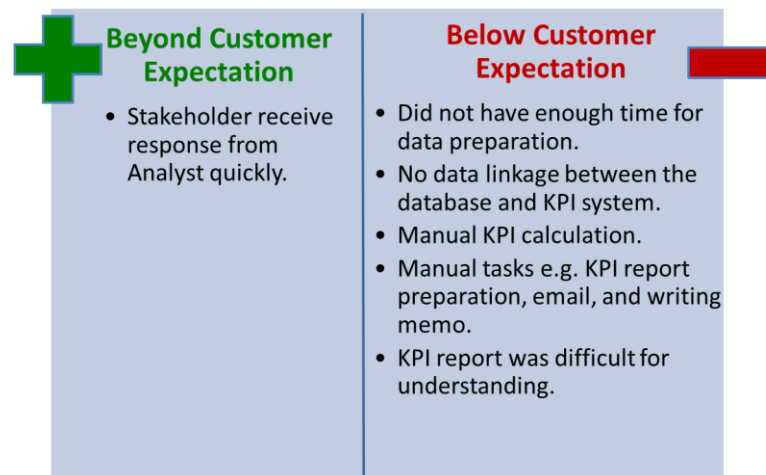 Beyond Customer
Expectation
• Stakeholder receive
response from
Analyst quickly.
Below Customer
Expectation
• Did not have enough time for
data preparation.
• No data linkage between the
database and KPI system.
• Manual KPI calculation.
• Manual tasks e.g. KPI report
preparation, email, and writing
memo.
• KPI report was difficult for
understanding.